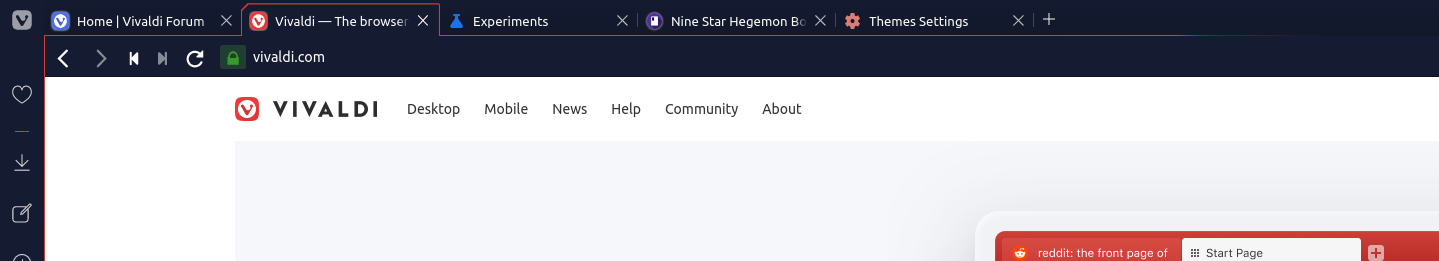 Home | Vivaldi Forum
Vivaldi — The browser
Experiments
Nine Star Hegemon Bo
Themes Settings
vivaldi.com
VIVALDI Desktop Mobile News Help Community About
reddit: the front page of
Start Page